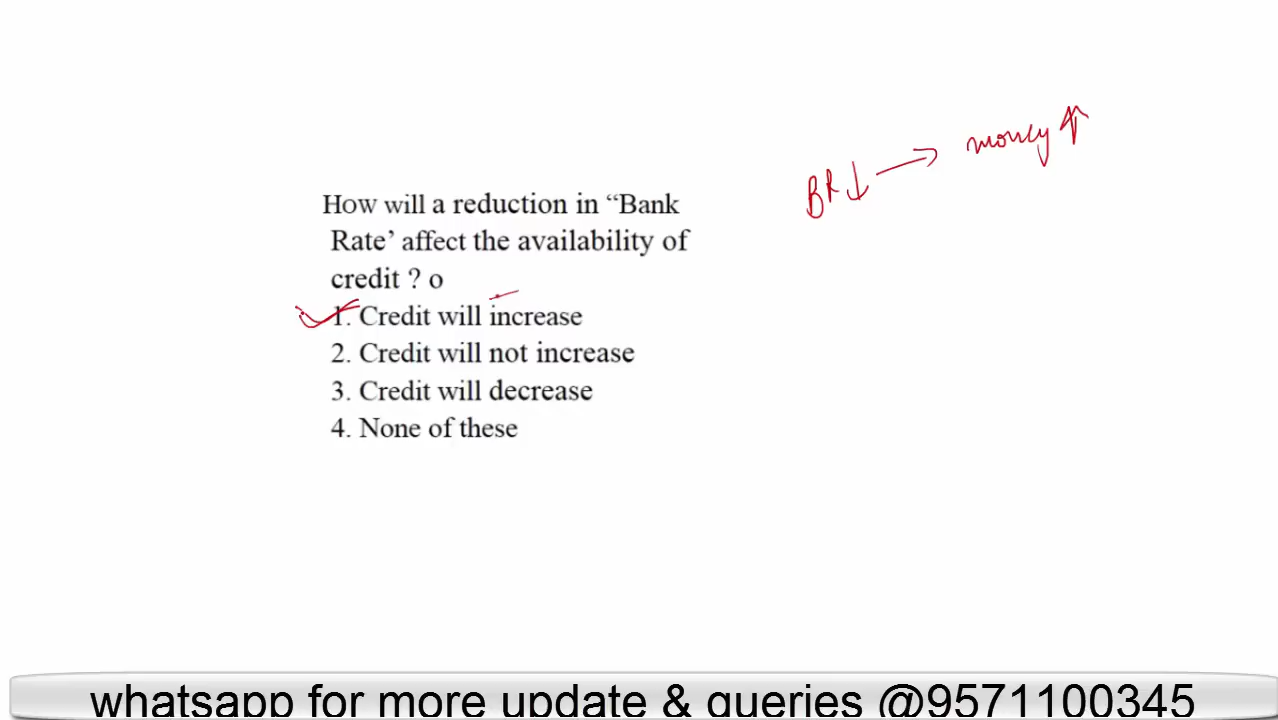 BR↓ → money ↑
How will a reduction in “Bank
Rate’ affect the availability of
credit ? o
1. Credit will increase
2. Credit will not increase
3. Credit will decrease
4. None of these
whatsapp for more update & queries @9571100345